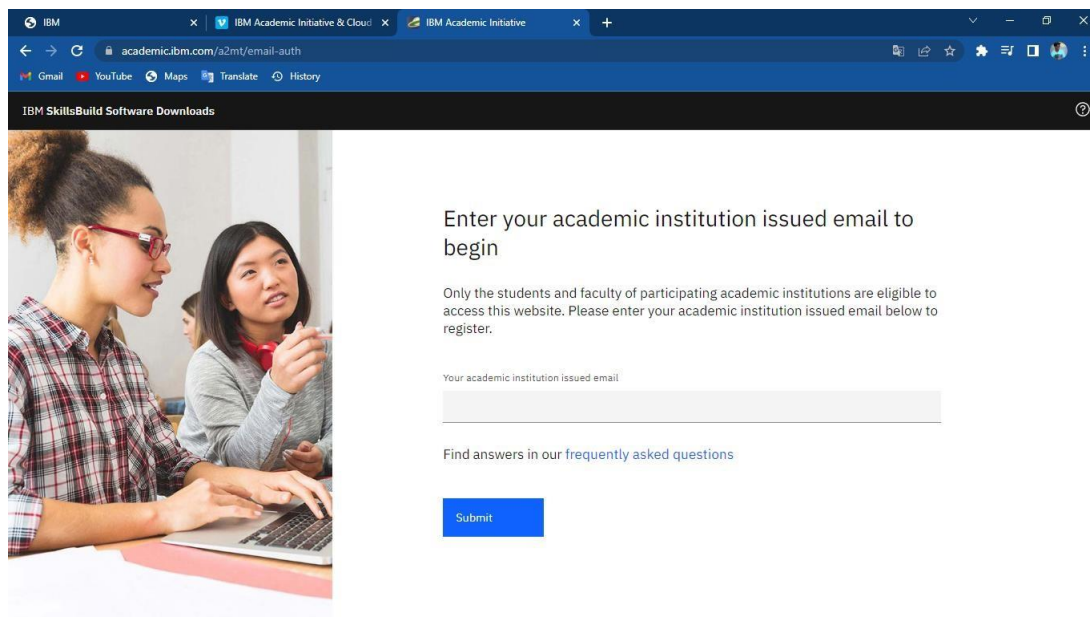 IBM
IBM Academic Initiative & Cloud
IBM Academic Initiative
academic.ibm.com/a2mt/email-auth
Gmail
YouTube
Maps
Translate
History
IBM SkillsBuild Software Downloads
Enter your academic institution issued email to
begin
Only the students and faculty of participating academic institutions are eligible to
access this website. Please enter your academic institution issued email below to
register.
Your academic institution issued email
Find answers in our frequently asked questions
Submit